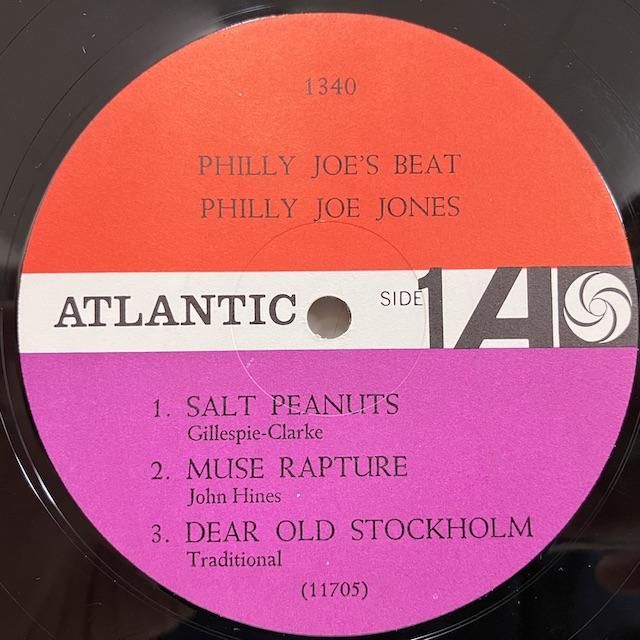 1340
PHILLY JOE'S BEAT
PHILLY JOE JONES
ATLANTIC SIDE 1 A
1. SALT PEANUTS
Gillespie-Clarke
2. MUSE RAPTURE
John Hines
3. DEAR OLD STOCKHOLM
Traditional
(11705)